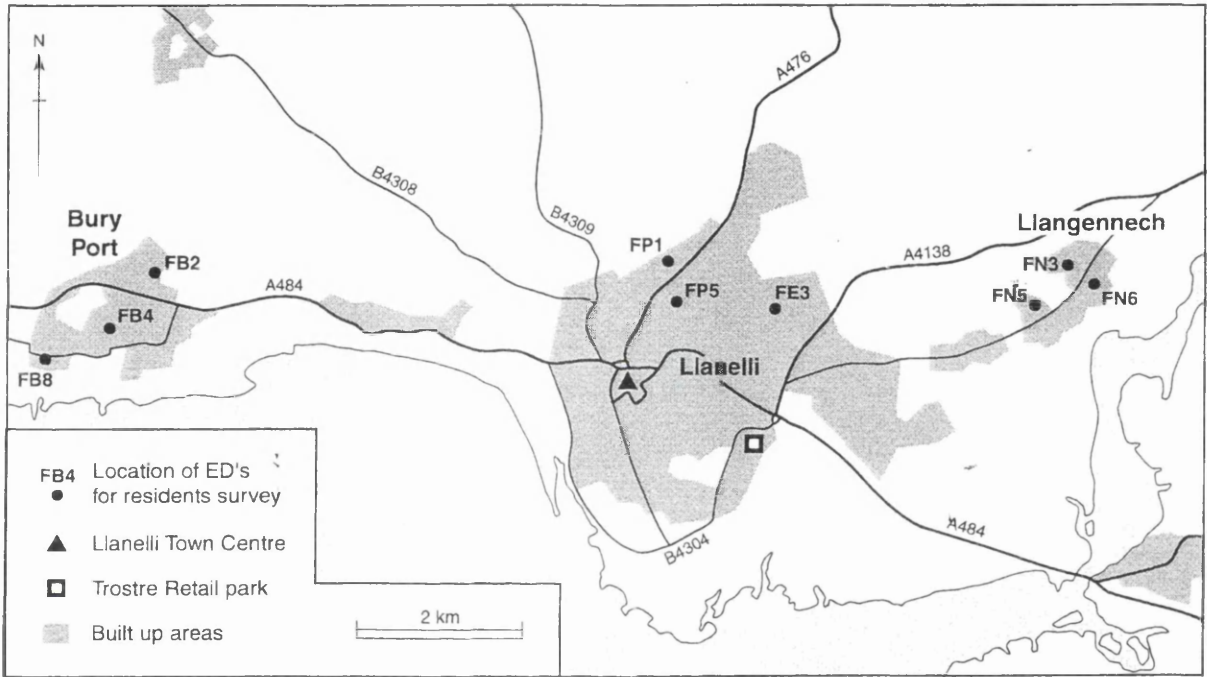 N
A476
B4308
B4309
Bury
Port
FB2
A484
FB4
FB8
FP1
FP5
FE3
A4138
Llangennech
FN3
FN5
FN6
Llanelli
B4304
A484
FB4 Location of ED's
for residents survey
Llanelli Town Centre
Trostre Retail park
Built up areas
2 km